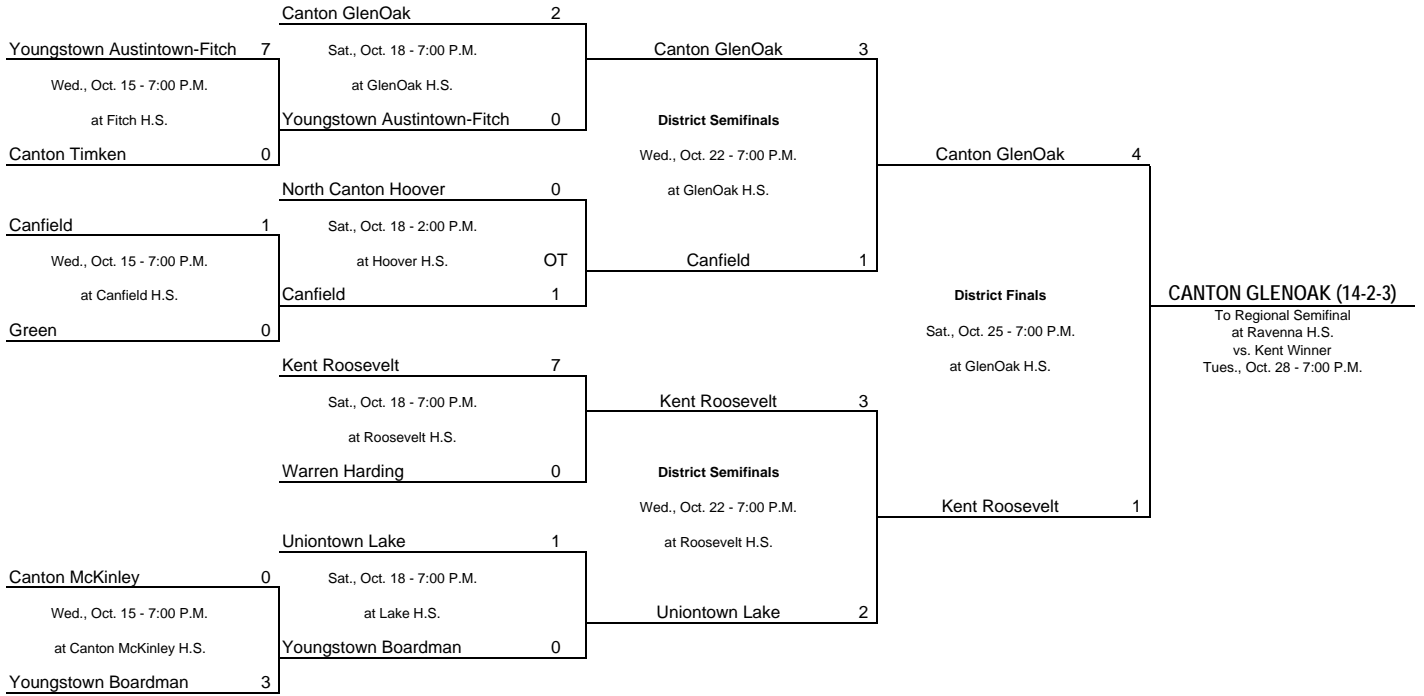 Canton GlenOak 2
Youngstown Austintown-Fitch 7
Sat., Oct. 18 - 7:00 P.M.
Canton GlenOak 3
Wed., Oct. 15 - 7:00 P.M.
at GlenOak H.S.
at Fitch H.S.
Youngstown Austintown-Fitch 0
District Semifinals
Canton Timken 0
Wed., Oct. 22 - 7:00 P.M.
Canton GlenOak 4
North Canton Hoover 0
at GlenOak H.S.
Canfield 1
Sat., Oct. 18 - 2:00 P.M.
Wed., Oct. 15 - 7:00 P.M.
at Hoover H.S. OT
Canfield 1
at Canfield H.S.
Canfield 1
District Finals
CANTON GLENOAK (14-2-3)
Green 0
Sat., Oct. 25 - 7:00 P.M.
To Regional Semifinal
at Ravenna H.S.
vs. Kent Winner
Tues., Oct. 28 - 7:00 P.M.
Kent Roosevelt 7
at GlenOak H.S.
Sat., Oct. 18 - 7:00 P.M.
Kent Roosevelt 3
at Roosevelt H.S.
Warren Harding 0
District Semifinals
Wed., Oct. 22 - 7:00 P.M.
Kent Roosevelt 1
Uniontown Lake 1
at Roosevelt H.S.
Canton McKinley 0
Sat., Oct. 18 - 7:00 P.M.
Wed., Oct. 15 - 7:00 P.M.
at Lake H.S.
Uniontown Lake 2
at Canton McKinley H.S.
Youngstown Boardman 0
Youngstown Boardman 3